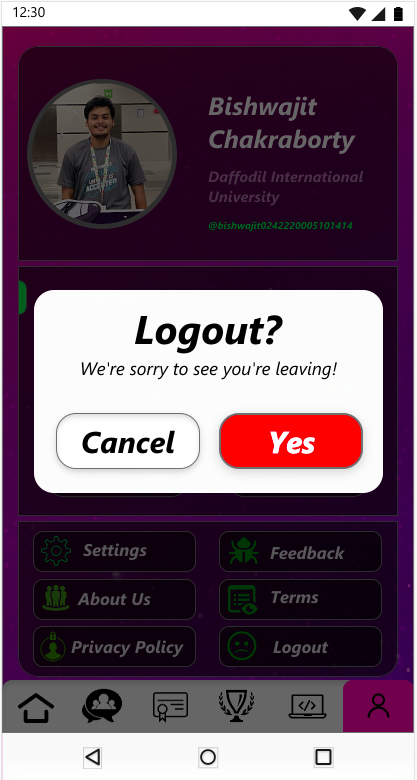 12:30
Bishwajit
Chakraborty
Daffodil International
University
@bishwajit0242220005101414
Logout?
We're sorry to see you're leaving!
Cancel
Yes
Settings
Feedback
About Us
Terms
Privacy Policy
Logout